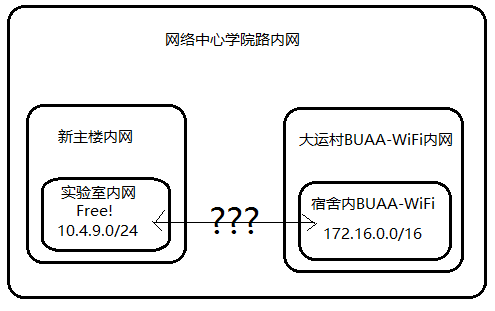 网络中心学院路内网
新主楼内网
大运村BUAA-WiFi内网
实验室内网
Free!
10.4.9.0/24
???
宿舍内BUAA-WiFi
172.16.0.0/16